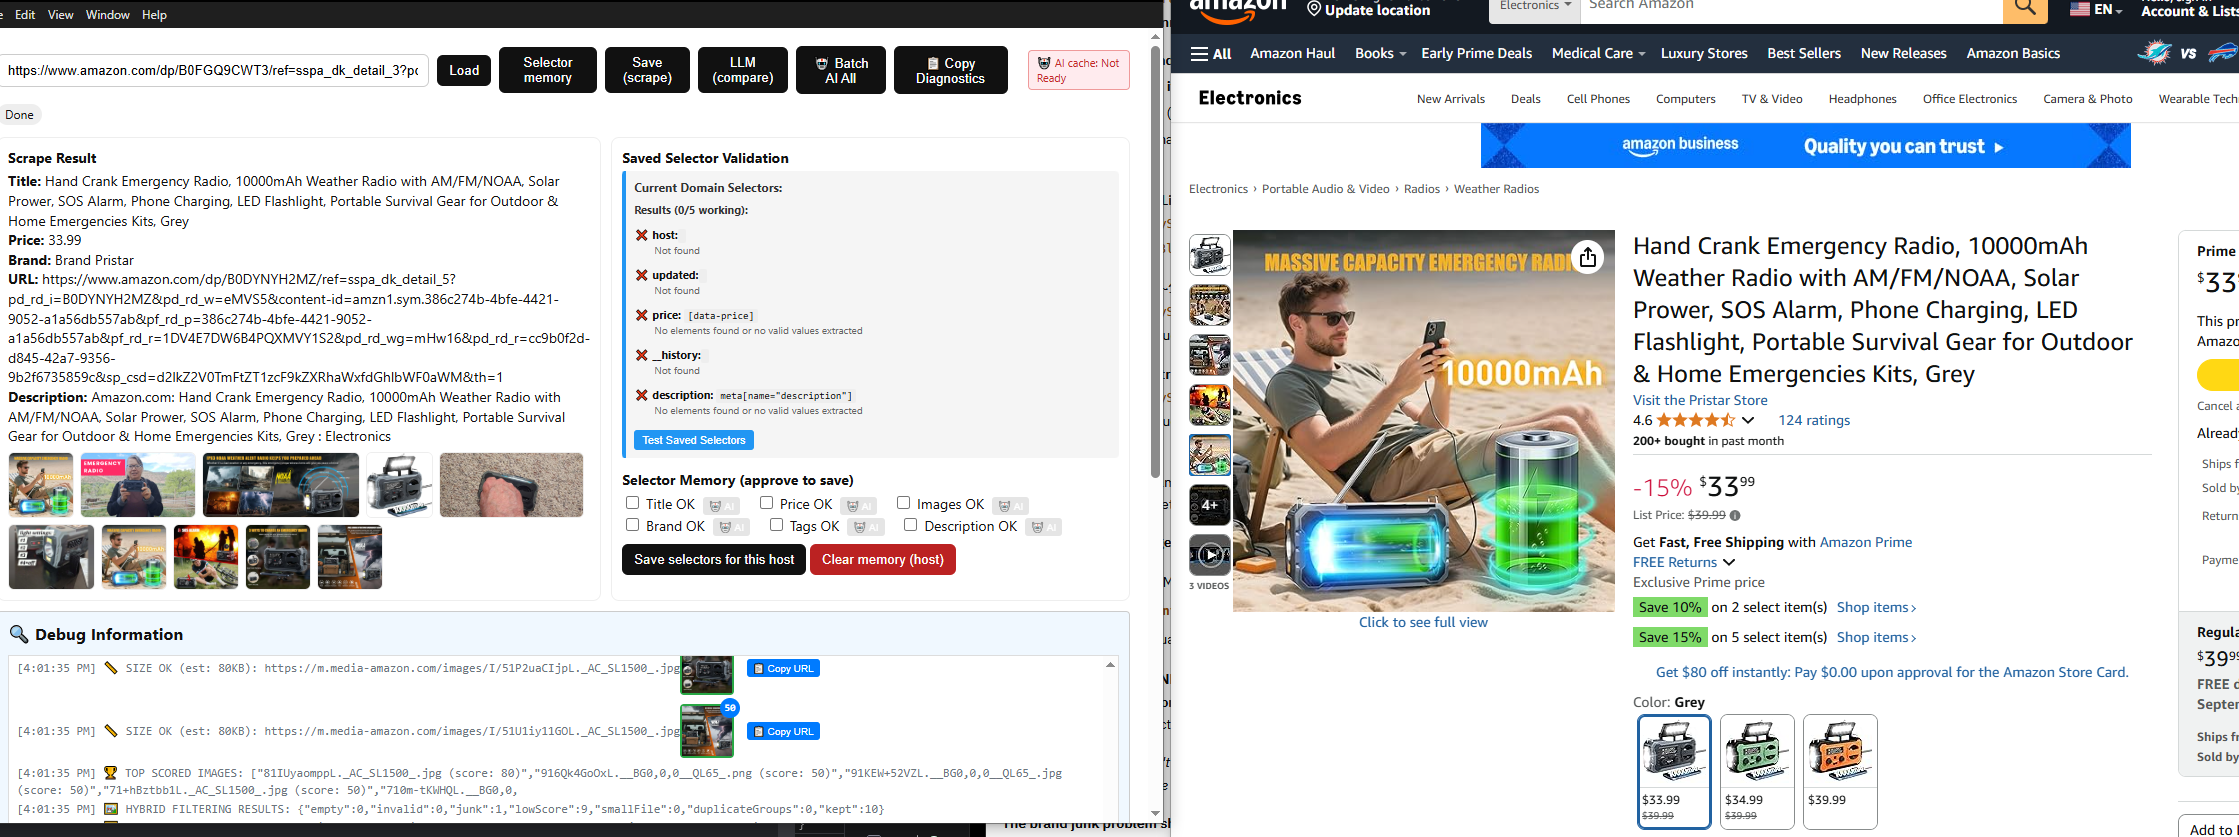 Edit View Window Help
https://www.amazon.com/dp/B0FGQ9CWT3/ref=sspa_dk_detail_3?pc
Load
Selector memory
Save (scrape)
LLM (compare)
Batch AI All
Copy Diagnostics
AI cache: Not Ready
Done
Scrape Result
Title: Hand Crank Emergency Radio, 10000mAh Weather Radio with AM/FM/NOAA, Solar
Prower, SOS Alarm, Phone Charging, LED Flashlight, Portable Survival Gear for Outdoor &
Home Emergencies Kits, Grey
Price: 33.99
Brand: Brand Pristar
URL: https://www.amazon.com/dp/B0DYNYH2MZ/ref=sspa_dk_detail_5?
pd_rd_i=B0DYNYH2MZ&pd_rd_w=eMVS5&content-id=amzn1.sym.386c274b-4bfe-4421-
9052-a1a56db557ab&pf_rd_p=386c274b-4bfe-4421-9052-
a1a56db557ab&pf_rd_r=1DV4E7DW6B4PQXMVY1S2&pd_rd_wg=mHw16&pd_rd_r=cc9b0f2d-
d845-42a7-9356-
9b2f6735859c&sp_csd=d2lkZ2V0TmFtZT1zcF9kZXRhaWxfdGhlbWF0aWM&th=1
Description: Amazon.com: Hand Crank Emergency Radio, 10000mAh Weather Radio with
AM/FM/NOAA, Solar Prower, SOS Alarm, Phone Charging, LED Flashlight, Portable Survival
Gear for Outdoor & Home Emergencies Kits, Grey : Electronics
EMERGENCY RADIO
Saved Selector Validation
Current Domain Selectors:
Results (0/5 working):
host:
Not found
updated:
Not found
price: [data-price]
No elements found or no valid values extracted
__history:
Not found
description: meta[name="description"]
No elements found or no valid values extracted
Test Saved Selectors
Selector Memory (approve to save)
Title OK AI Price OK AI Images OK AI
Brand OK AI Tags OK AI Description OK AI
Save selectors for this host
Clear memory (host)
Debug Information
[4:01:35 PM] SIZE OK (est: 80KB): https://m.media-amazon.com/images/I/51P2uaCIjpL._AC_SL1500_.jpg
Copy URL
50
[4:01:35 PM] SIZE OK (est: 80KB): https://m.media-amazon.com/images/I/51U1iy11GOL._AC_SL1500_.jpg
Copy URL
[4:01:35 PM] TOP SCORED IMAGES: ["81IUyaomppL._AC_SL1500_.jpg (score: 80)","916Qk4GoOxL.__BG0,0,0__QL65_.png (score: 50)","91KEW+52VZL.__BG0,0,0__QL65_.jpg
(score: 50)","71+hBztbb1L._AC_SL1500_.jpg (score: 50)","710m-tKWHQL.__BG0,0,
[4:01:35 PM] HYBRID FILTERING RESULTS: {"empty":0,"invalid":0,"junk":1,"lowScore":9,"smallFile":0,"duplicateGroups":0,"kept":10}
The brand junk problem
amazon
Update location
Electronics
Search Amazon
EN
Account & Lists
All Amazon Haul Books Early Prime Deals Medical Care Luxury Stores Best Sellers New Releases Amazon Basics
VS
Electronics
New Arrivals Deals Cell Phones Computers TV & Video Headphones Office Electronics Camera & Photo Wearable Tech
amazon business
Quality you can trust
Electronics › Portable Audio & Video › Radios › Weather Radios
4+
3 VIDEOS
MASSIVE CAPACITY EMERGENCY RADI
10000mAh
Click to see full view
Hand Crank Emergency Radio, 10000mAh
Weather Radio with AM/FM/NOAA, Solar
Prower, SOS Alarm, Phone Charging, LED
Flashlight, Portable Survival Gear for Outdoor
& Home Emergencies Kits, Grey
Visit the Pristar Store
4.6 124 ratings
200+ bought in past month
-15% $33 99
List Price: $39.99
Get Fast, Free Shipping with Amazon Prime
FREE Returns
Exclusive Prime price
Save 10% on 2 select item(s) Shop items ›
Save 15% on 5 select item(s) Shop items ›
Get $80 off instantly: Pay $0.00 upon approval for the Amazon Store Card.
Color: Grey
$33.99 $34.99 $39.99
$39.99 $39.99
Prime
$33
This pr
Amazo
Cancel a
Alread
Ships f
Sold by
Return
Payme
Regula
$39 99
FREE d
Septem
Ships fr
Sold by
Add to